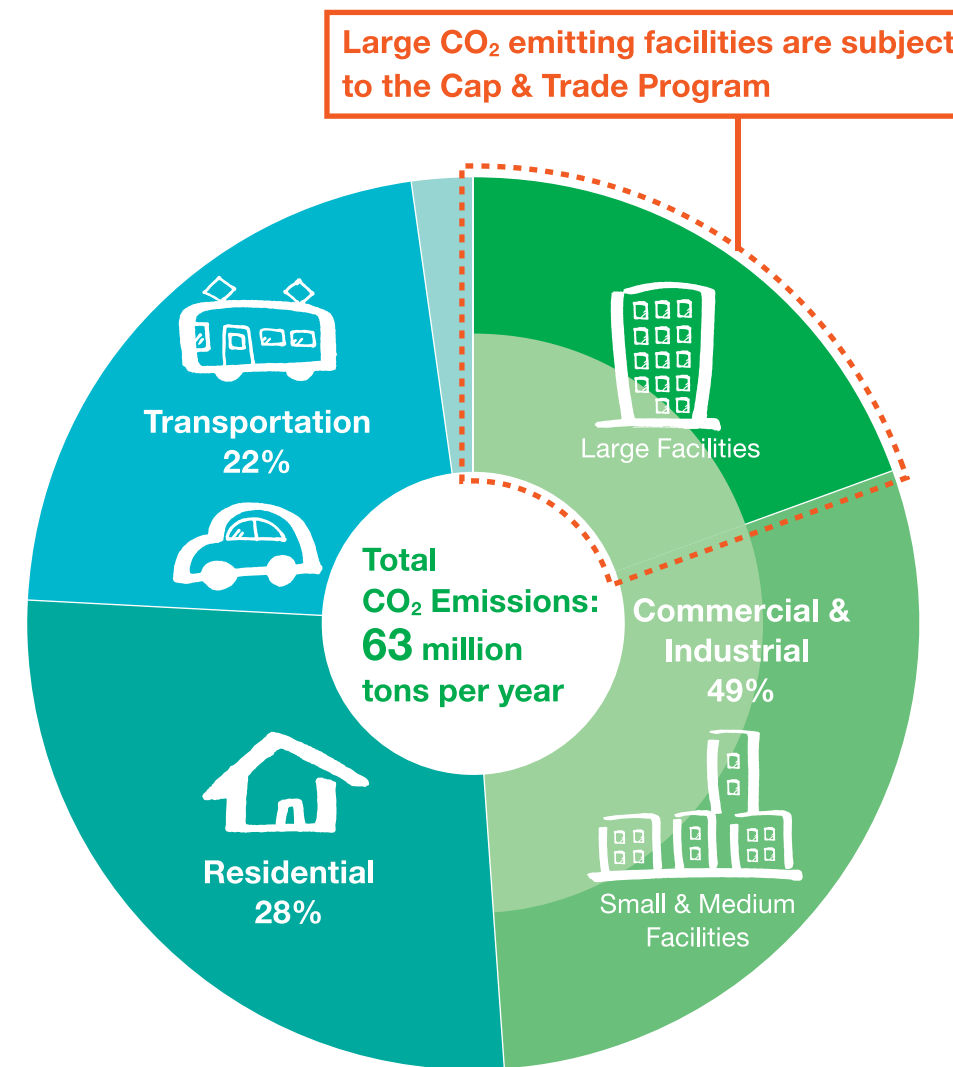 Large CO₂ emitting facilities are subject
to the Cap & Trade Program
Large Facilities
Transportation
22%
Total
CO₂ Emissions:
63 million
tons per year
Commercial &
Industrial
49%
Residential
28%
Small & Medium
Facilities